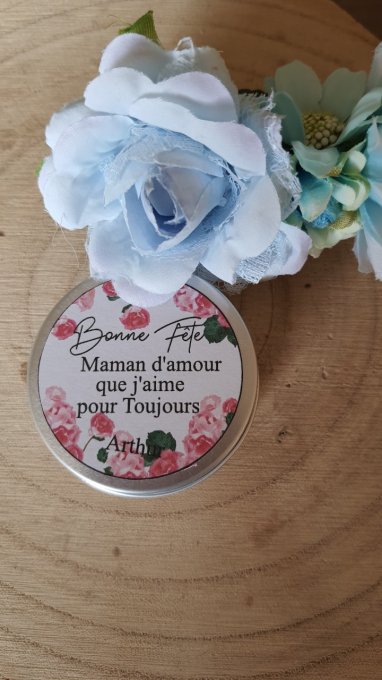 Bonne Fête
Maman d'amour
que j'aime
pour Toujours
Arthur